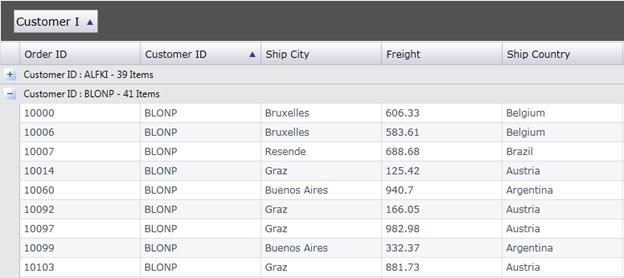 Customer I
Order ID Customer ID Ship City Freight Ship Country
Customer ID : ALFKI - 39 Items
Customer ID : BLONP - 41 Items
10000 BLONP Bruxelles 606.33 Belgium
10006 BLONP Bruxelles 583.61 Belgium
10007 BLONP Resende 688.68 Brazil
10014 BLONP Graz 125.42 Austria
10060 BLONP Buenos Aires 940.7 Argentina
10092 BLONP Graz 166.05 Austria
10097 BLONP Graz 982.98 Austria
10099 BLONP Buenos Aires 332.37 Argentina
10103 BLONP Graz 881.73 Austria